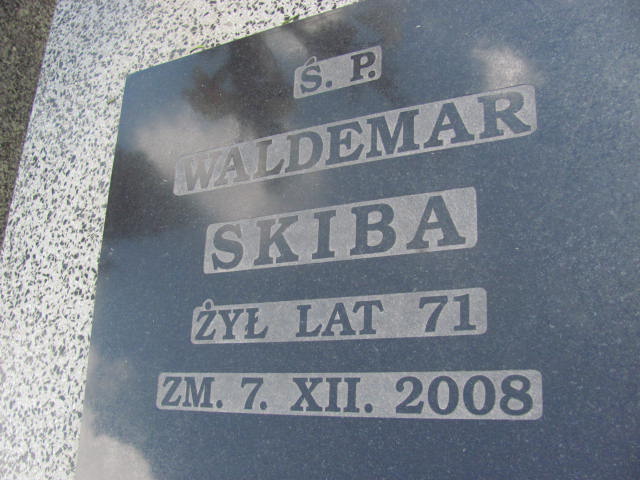 Ś. P.
WALDEMAR
SKIBA
ŻYŁ LAT 71
ZM. 7. XII. 2008